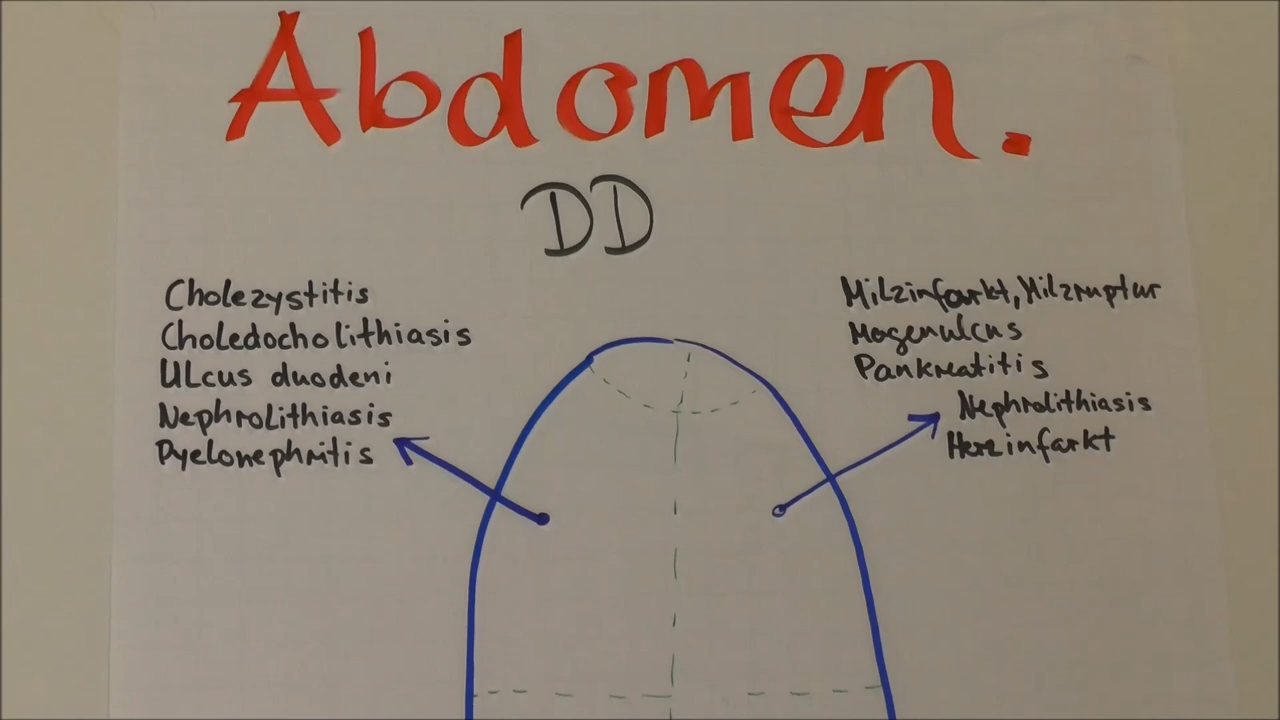 Abdomen.
DD
Cholezystitis
Choledocholithiasis
Ulcus duodeni
Nephrolithiasis
Pyelonephritis
Milzinfarkt, Milzruptur
Magenulcus
Pankreatitis
Nephrolithiasis
Herzinfarkt